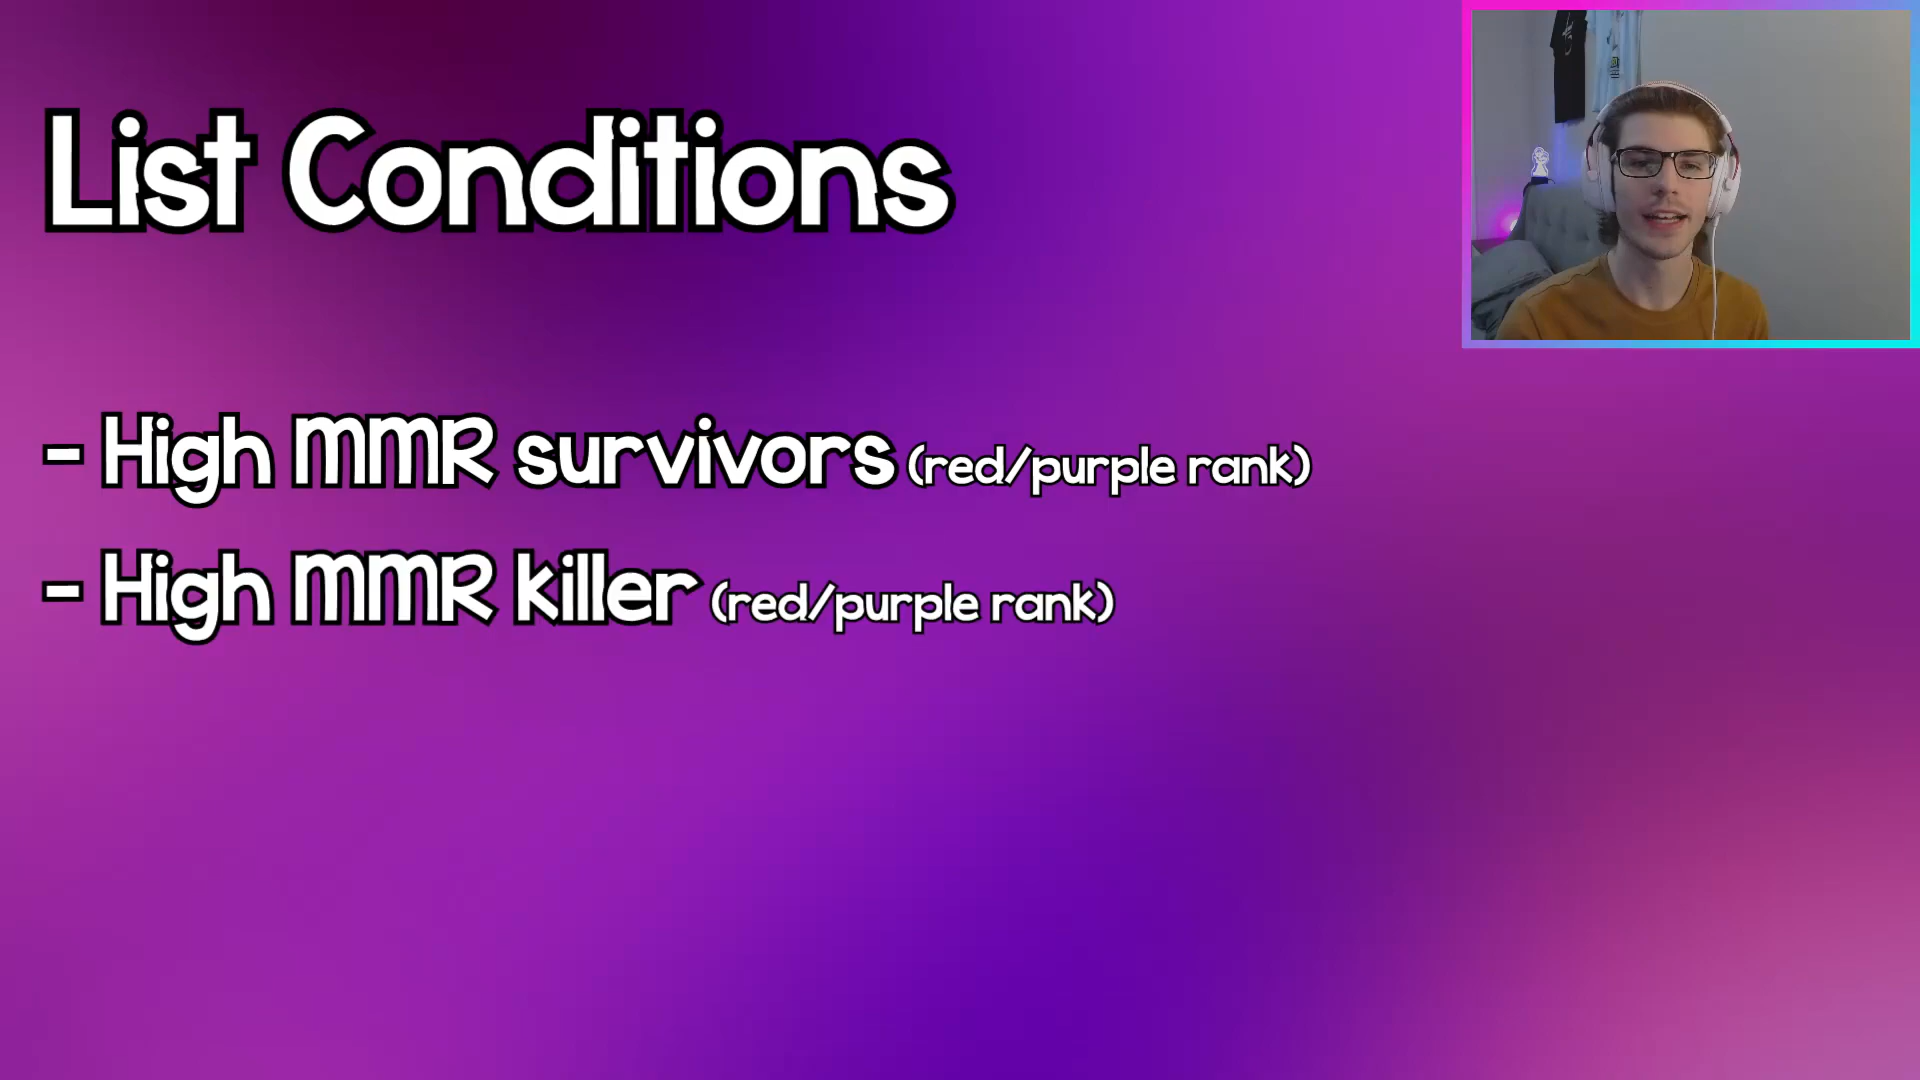 List Conditions
- High MMR survivors (red/purple rank)
- High MMR killer (red/purple rank)